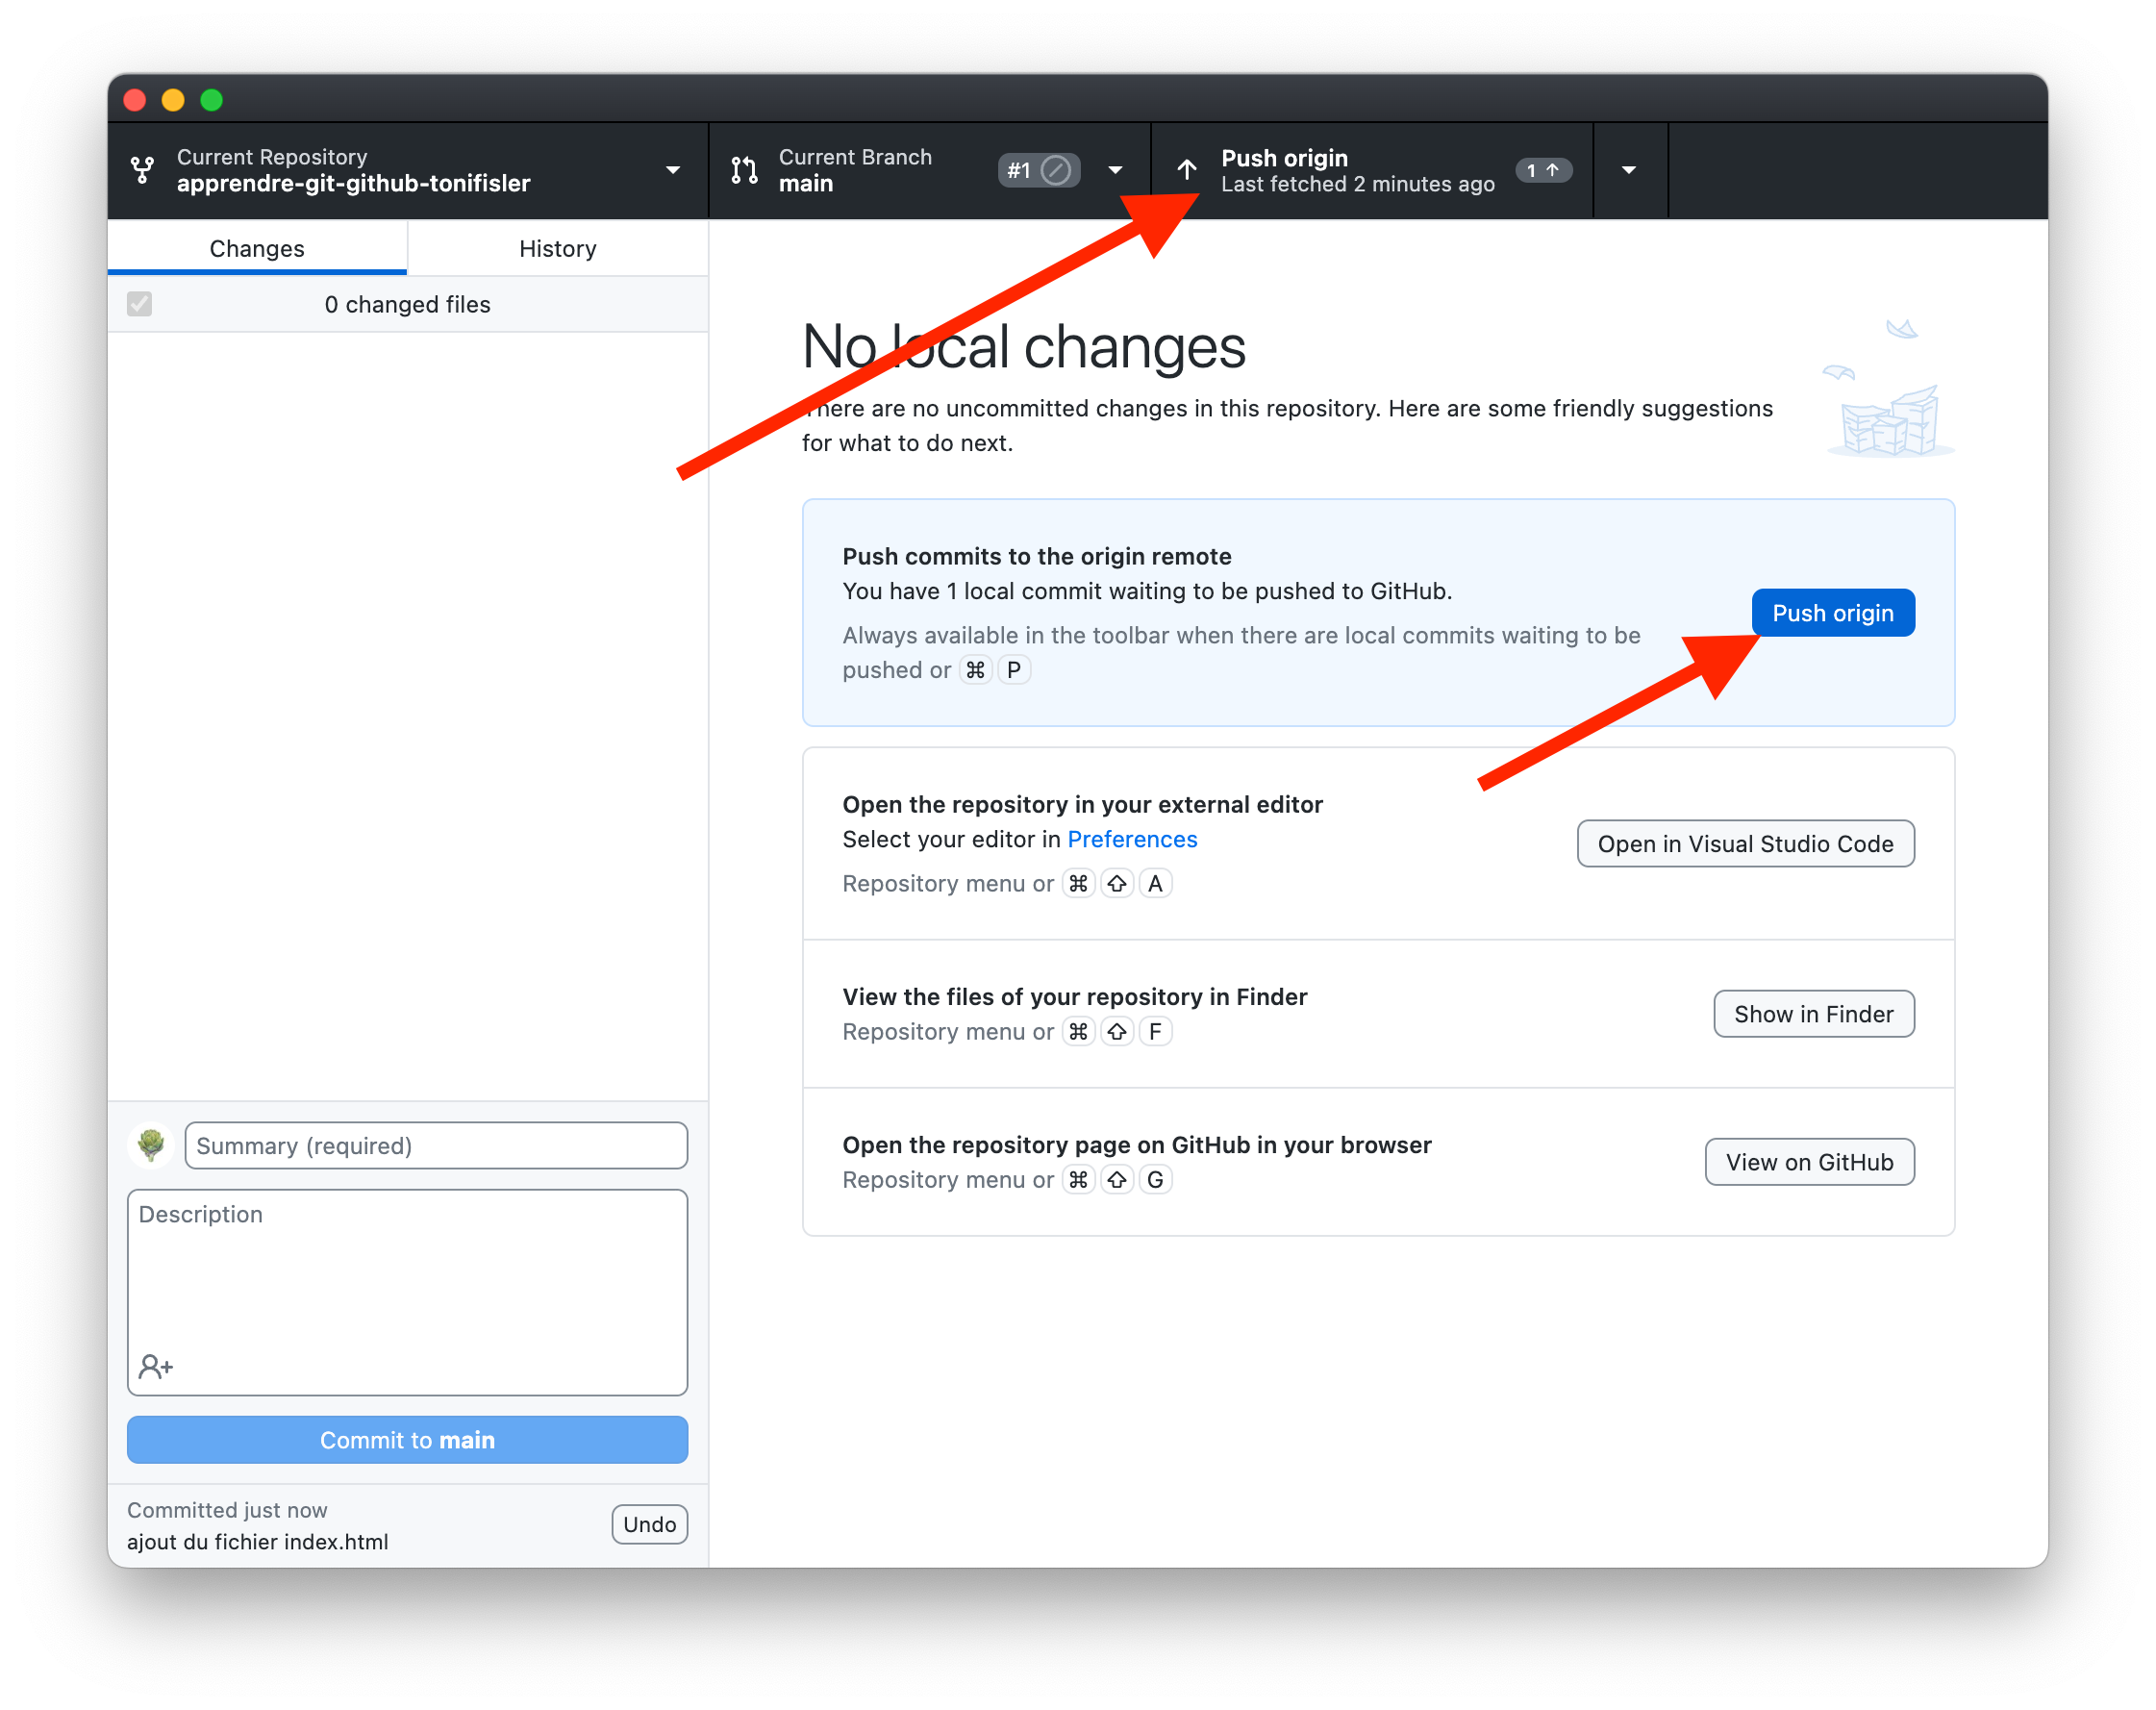 Current Repository
apprendre-git-github-tonifisler
Current Branch
main
#1
Push origin
Last fetched 2 minutes ago
1 ↑
Changes
History
0 changed files
No local changes
There are no uncommitted changes in this repository. Here are some friendly suggestions
for what to do next.
Push commits to the origin remote
You have 1 local commit waiting to be pushed to GitHub.
Always available in the toolbar when there are local commits waiting to be
pushed or ⌘ P
Push origin
Open the repository in your external editor
Select your editor in Preferences
Repository menu or ⌘ ⇧ A
Open in Visual Studio Code
View the files of your repository in Finder
Repository menu or ⌘ ⇧ F
Show in Finder
Open the repository page on GitHub in your browser
Repository menu or ⌘ ⇧ G
View on GitHub
Summary (required)
Description
Commit to main
Committed just now
ajout du fichier index.html
Undo